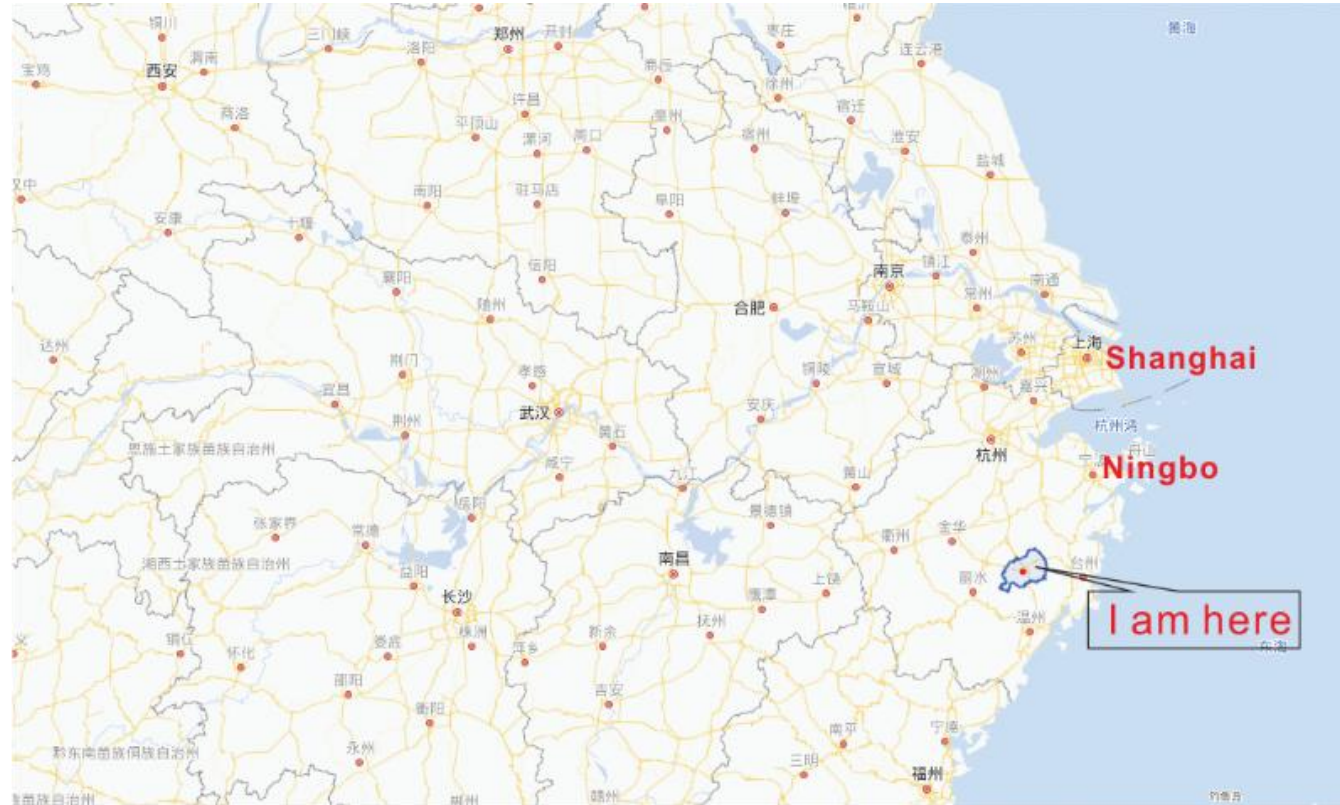 黄海
铜川
三门峡
郑州
开封
枣庄
临沂
连云港
宝鸡
西安
渭南
洛阳
商丘
徐州
宿迁
商洛
许昌
平顶山
漯河
周口
亳州
宿州
淮安
盐城
汉中
安康
十堰
南阳
驻马店
阜阳
蚌埠
泰州
襄阳
随州
信阳
合肥
南京
镇江
南通
马鞍山
常州
达州
荆门
孝感
铜陵
宣城
苏州
上海
Shanghai
湖州
嘉兴
宜昌
荆州
武汉
黄石
安庆
杭州湾
杭州
舟山
Ningbo
恩施土家族苗族自治州
咸宁
九江
黄山
岳阳
景德镇
张家界
常德
南昌
衢州
金华
台州
湘西土家族苗族自治州
益阳
长沙
鹰潭
上饶
丽水
I am here
温州
东海
铜仁
怀化
娄底
株洲
萍乡
新余
抚州
邵阳
衡阳
吉安
黔东南苗族侗族自治州
永州
南平
宁德
三明
福州
郴州
赣州
钓鱼岛